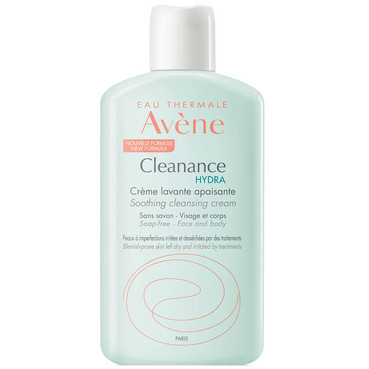 EAU THERMALE
Avène
NOUVELLE FORMULE
NEW FORMULA
Cleanance
HYDRA
Crème lavante apaisante
Soothing cleansing cream
Sans savon - Visage et corps
Soap-free - Face and body
Peaux à imperfections irritées et desséchées par des traitements
Blemish-prone skin left dry and irritated by treatments
PARIS